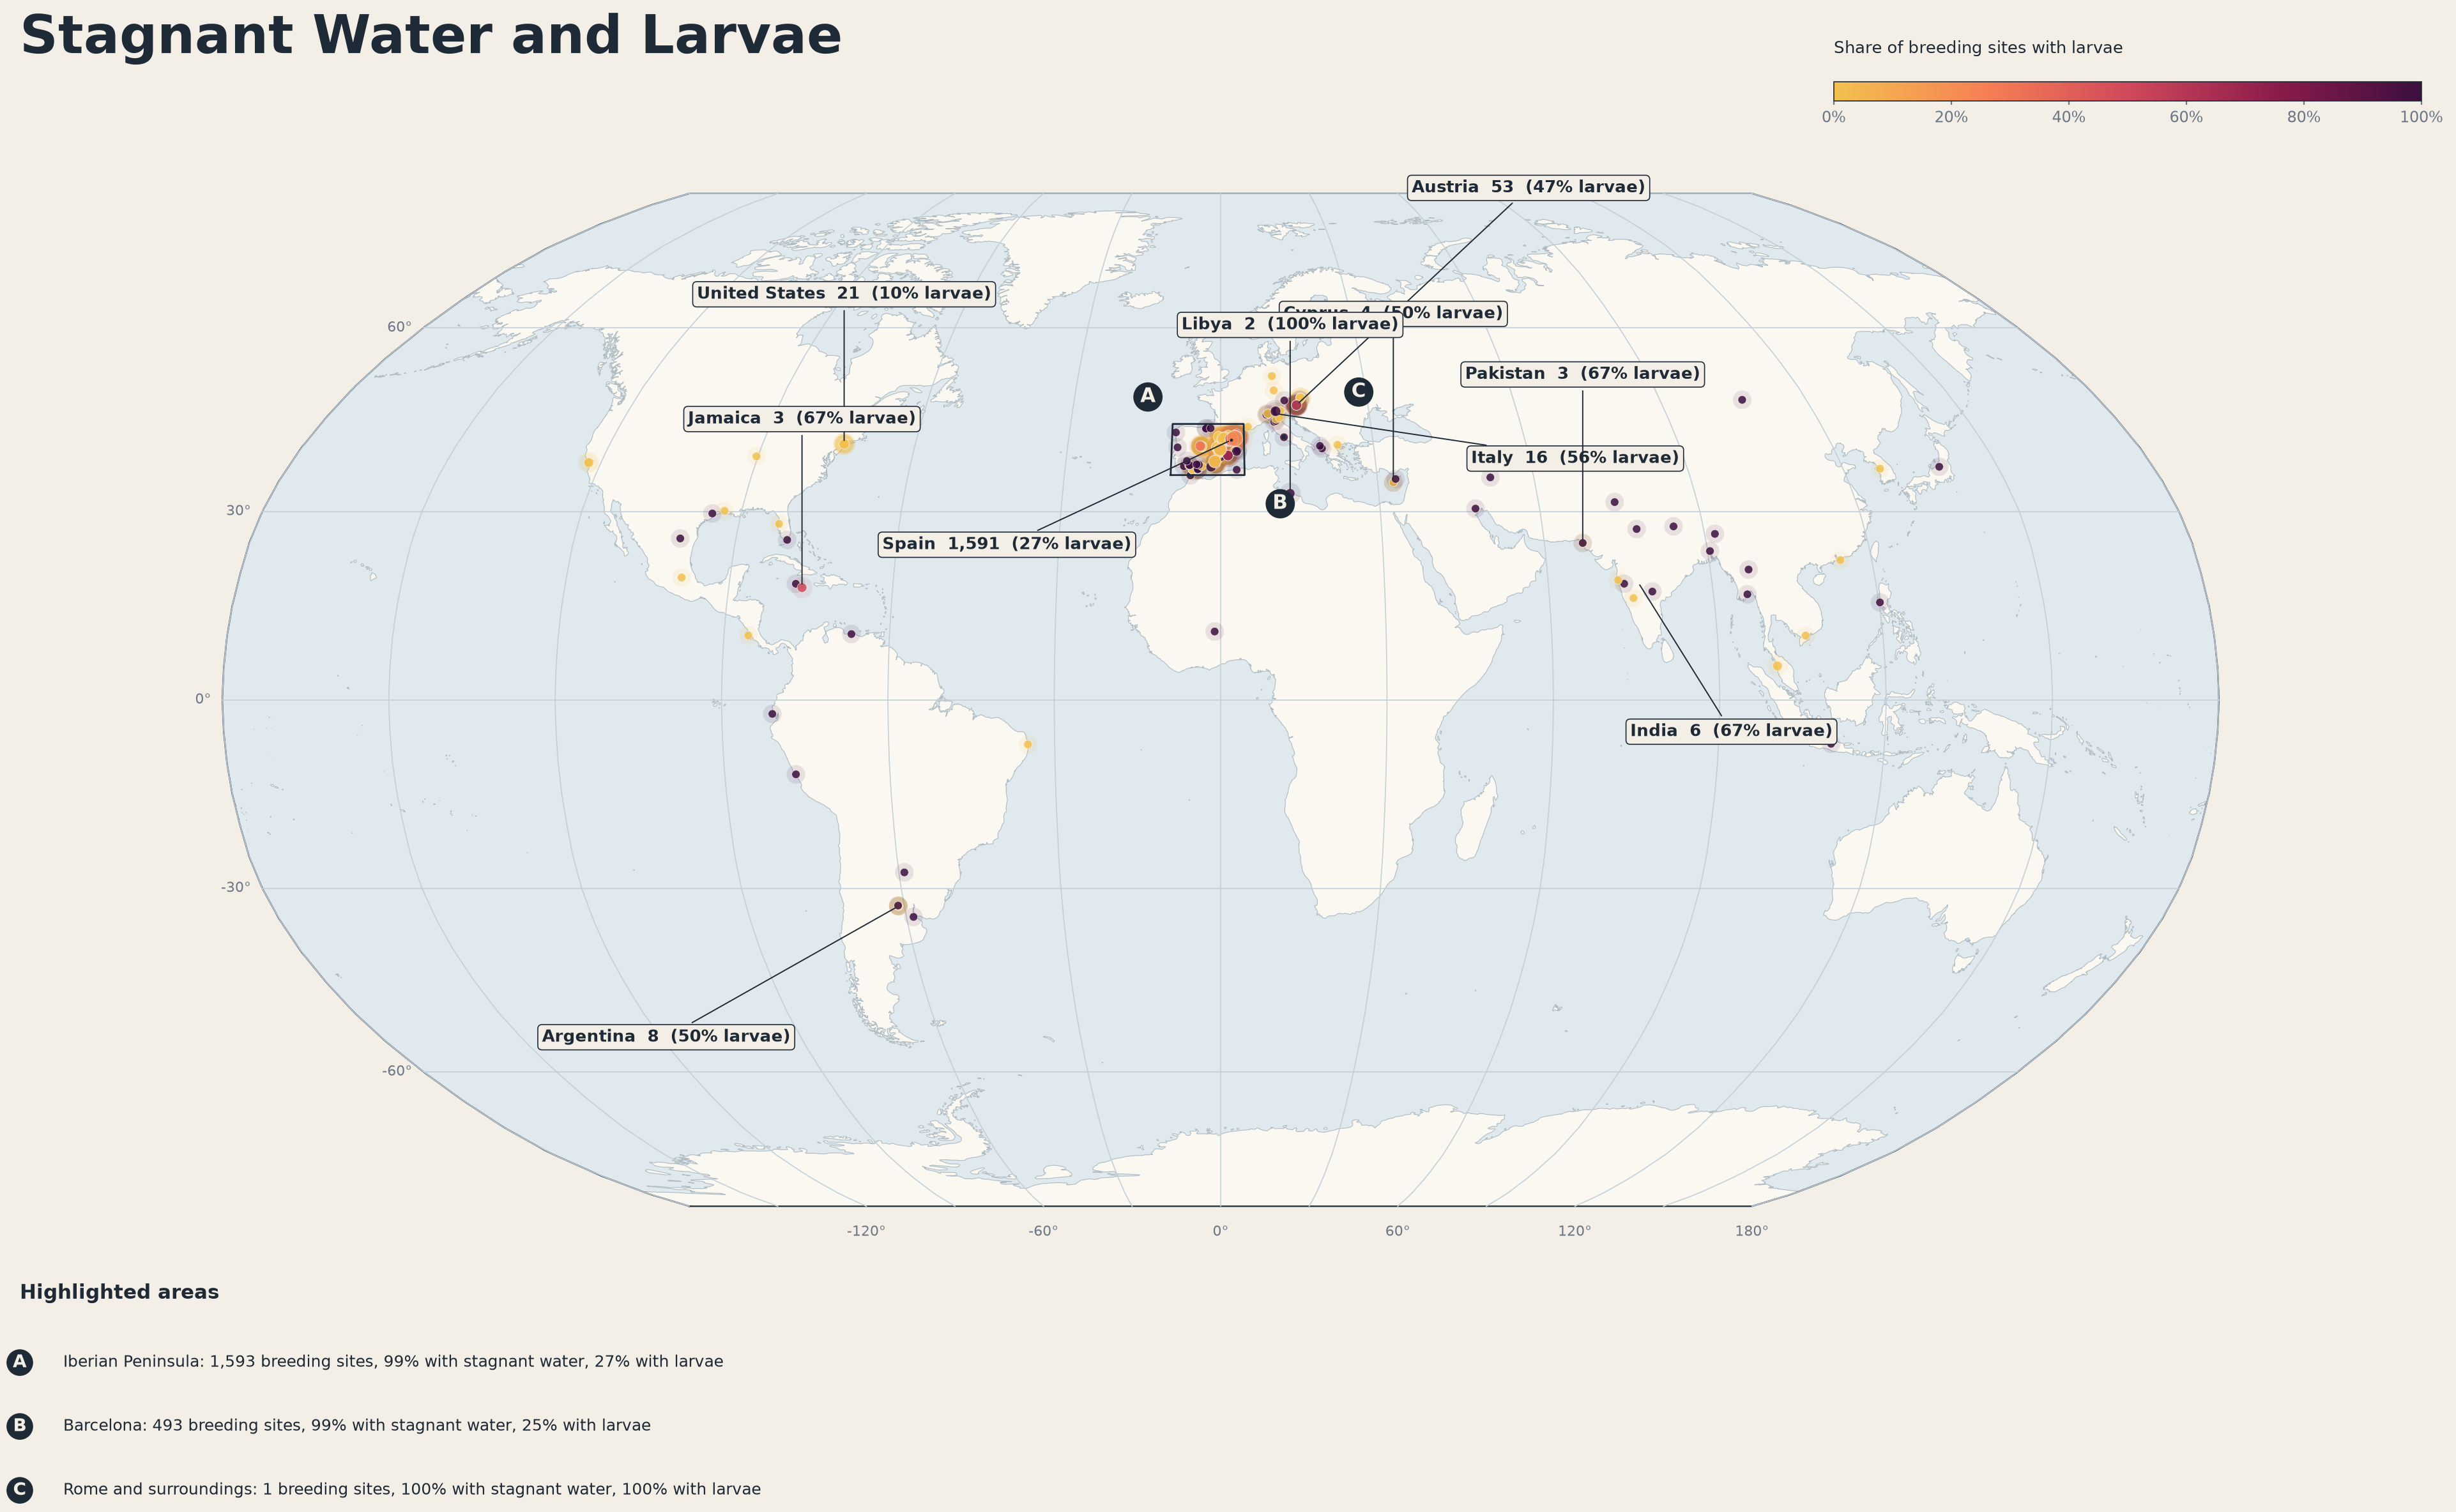 Stagnant Water and Larvae
Share of breeding sites with larvae
0%
20%
40%
60%
80%
100%
Austria 53 (47% larvae)
United States 21 (10% larvae)
Cyprus 4 (50% larvae)
Libya 2 (100% larvae)
60°
Pakistan 3 (67% larvae)
A
C
Jamaica 3 (67% larvae)
Italy 16 (56% larvae)
B
30°
Spain 1,591 (27% larvae)
0°
India 6 (67% larvae)
-30°
Argentina 8 (50% larvae)
-60°
-120°
-60°
0°
60°
120°
180°
Highlighted areas
A Iberian Peninsula: 1,593 breeding sites, 99% with stagnant water, 27% with larvae
B Barcelona: 493 breeding sites, 99% with stagnant water, 25% with larvae
C Rome and surroundings: 1 breeding sites, 100% with stagnant water, 100% with larvae